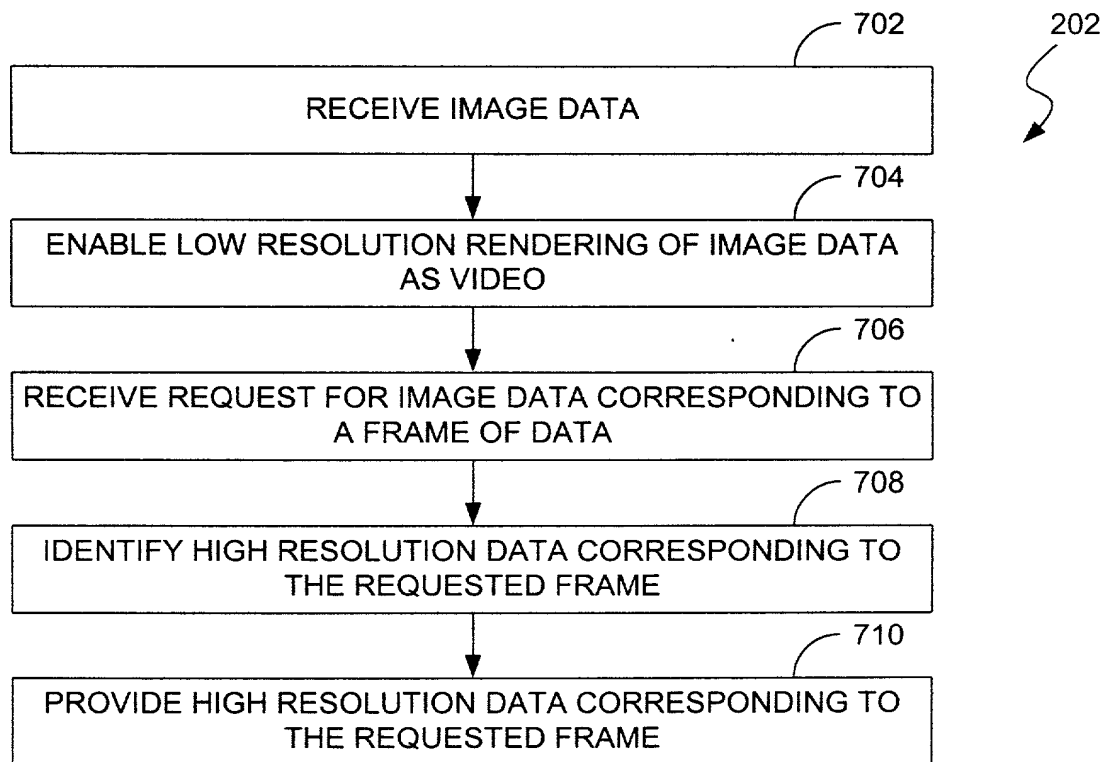 702
202
RECEIVE IMAGE DATA
704
ENABLE LOW RESOLUTION RENDERING OF IMAGE DATA
AS VIDEO
706
RECEIVE REQUEST FOR IMAGE DATA CORRESPONDING TO
A FRAME OF DATA
708
IDENTIFY HIGH RESOLUTION DATA CORRESPONDING TO
THE REQUESTED FRAME
710
PROVIDE HIGH RESOLUTION DATA CORRESPONDING TO
THE REQUESTED FRAME